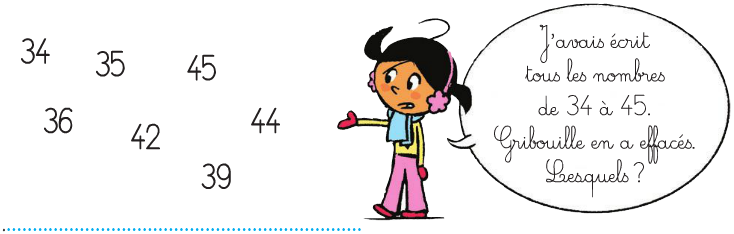 34 35 45
36 42 44
39
J'avais écrit
tous les nombres
de 34 à 45.
Gribouille en a effacés.
Lesquels ?